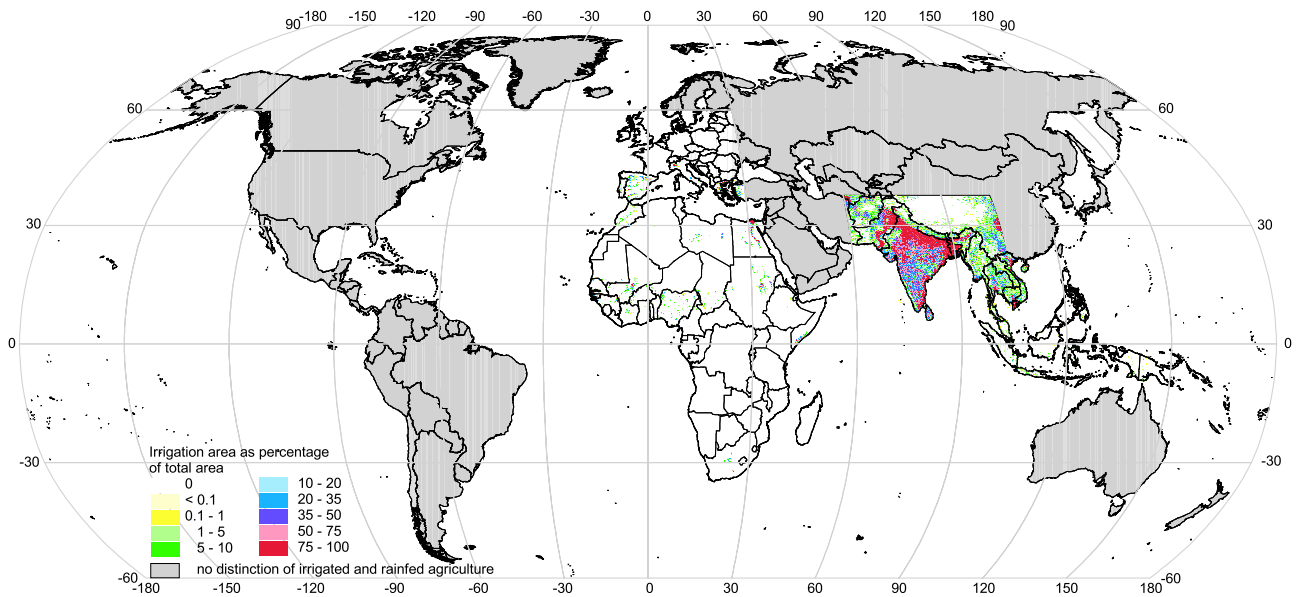 90 -180 -150 -120 -90 -60 -30 0 30 60 90 120 150 180 90
60 60
30 30
0 0
-30 -30
Irrigation area as percentage
of total area
0 10 - 20
< 0.1 20 - 35
0.1 - 1 35 - 50
1 - 5 50 - 75
5 - 10 75 - 100
no distinction of irrigated and rainfed agriculture
-60 -60
-180 -150 -120 -90 -60 -30 0 30 60 90 120 150 180